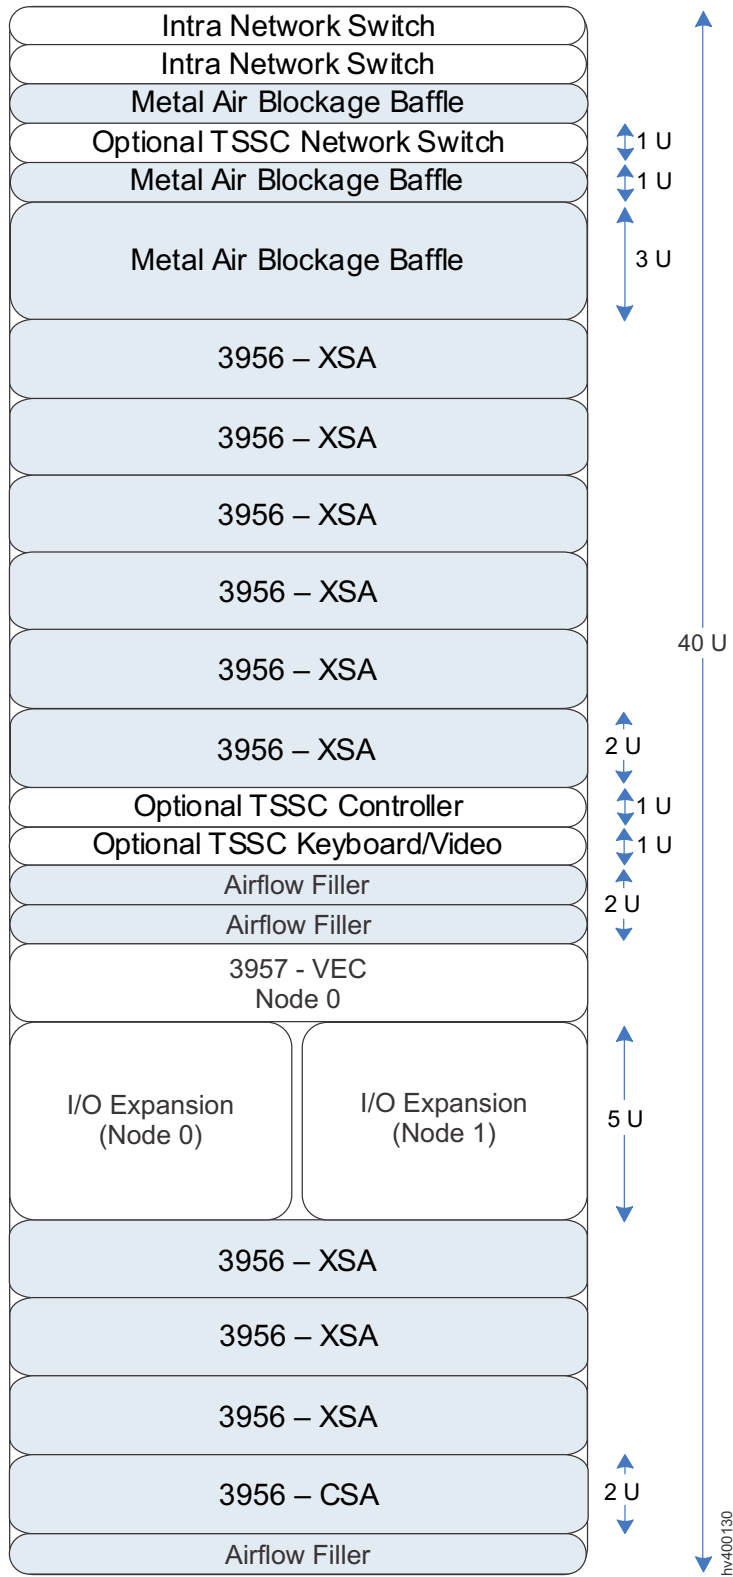 Intra Network Switch
Intra Network Switch
Metal Air Blockage Baffle
Optional TSSC Network Switch
1 U
Metal Air Blockage Baffle
1 U
Metal Air Blockage Baffle
3 U
3956 – XSA
3956 – XSA
3956 – XSA
3956 – XSA
40 U
3956 – XSA
3956 – XSA
2 U
Optional TSSC Controller
1 U
Optional TSSC Keyboard/Video
1 U
Airflow Filler
2 U
Airflow Filler
3957 - VEC
Node 0
I/O Expansion
(Node 0)
I/O Expansion
(Node 1)
5 U
3956 – XSA
3956 – XSA
3956 – XSA
3956 – CSA
2 U
Airflow Filler
hv400130